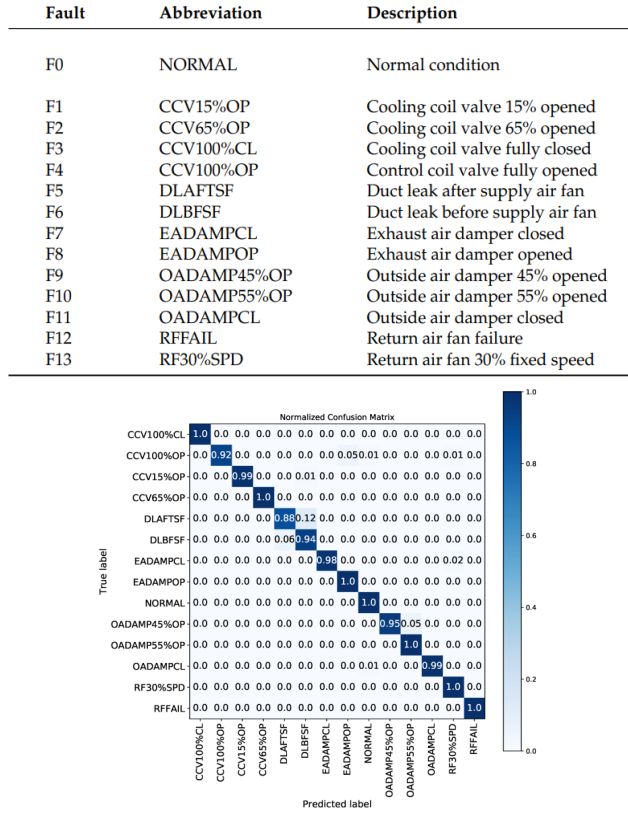 Fault Abbreviation Description
F0 NORMAL Normal condition
F1 CCV15%OP Cooling coil valve 15% opened
F2 CCV65%OP Cooling coil valve 65% opened
F3 CCV100%CL Cooling coil valve fully closed
F4 CCV100%OP Control coil valve fully opened
F5 DLAFTSF Duct leak after supply air fan
F6 DLBFSF Duct leak before supply air fan
F7 EADAMPCL Exhaust air damper closed
F8 EADAMPOP Exhaust air damper opened
F9 OADAMP45%OP Outside air damper 45% opened
F10 OADAMP55%OP Outside air damper 55% opened
F11 OADAMPCL Outside air damper closed
F12 RFFAIL Return air fan failure
F13 RF30%SPD Return air fan 30% fixed speed
Normalized Confusion Matrix
True label
CCV100%CL 1.0 0.0 0.0 0.0 0.0 0.0 0.0 0.0 0.0 0.0 0.0 0.0 0.0 0.0
CCV100%OP 0.0 0.92 0.0 0.0 0.0 0.0 0.0 0.05 0.01 0.0 0.0 0.0 0.01 0.0
CCV15%OP 0.0 0.0 0.99 0.0 0.0 0.01 0.0 0.0 0.0 0.0 0.0 0.0 0.0 0.0
CCV65%OP 0.0 0.0 0.0 1.0 0.0 0.0 0.0 0.0 0.0 0.0 0.0 0.0 0.0 0.0
DLAFTSF 0.0 0.0 0.0 0.0 0.88 0.12 0.0 0.0 0.0 0.0 0.0 0.0 0.0 0.0
DLBFSF 0.0 0.0 0.0 0.0 0.06 0.94 0.0 0.0 0.0 0.0 0.0 0.0 0.0 0.0
EADAMPCL 0.0 0.0 0.0 0.0 0.0 0.0 0.98 0.0 0.0 0.0 0.0 0.0 0.02 0.0
EADAMPOP 0.0 0.0 0.0 0.0 0.0 0.0 0.0 1.0 0.0 0.0 0.0 0.0 0.0 0.0
NORMAL 0.0 0.0 0.0 0.0 0.0 0.0 0.0 0.0 1.0 0.0 0.0 0.0 0.0 0.0
OADAMP45%OP 0.0 0.0 0.0 0.0 0.0 0.0 0.0 0.0 0.0 0.95 0.05 0.0 0.0 0.0
OADAMP55%OP 0.0 0.0 0.0 0.0 0.0 0.0 0.0 0.0 0.0 0.0 1.0 0.0 0.0 0.0
OADAMPCL 0.0 0.0 0.0 0.0 0.0 0.0 0.0 0.0 0.01 0.0 0.0 0.99 0.0 0.0
RF30%SPD 0.0 0.0 0.0 0.0 0.0 0.0 0.0 0.0 0.0 0.0 0.0 0.0 1.0 0.0
RFFAIL 0.0 0.0 0.0 0.0 0.0 0.0 0.0 0.0 0.0 0.0 0.0 0.0 0.0 1.0
CCV100%CL
CCV100%OP
CCV15%OP
CCV65%OP
DLAFTSF
DLBFSF
EADAMPCL
EADAMPOP
NORMAL
OADAMP45%OP
OADAMP55%OP
OADAMPCL
RF30%SPD
RFFAIL
Predicted label
1.0
0.8
0.6
0.4
0.2
0.0